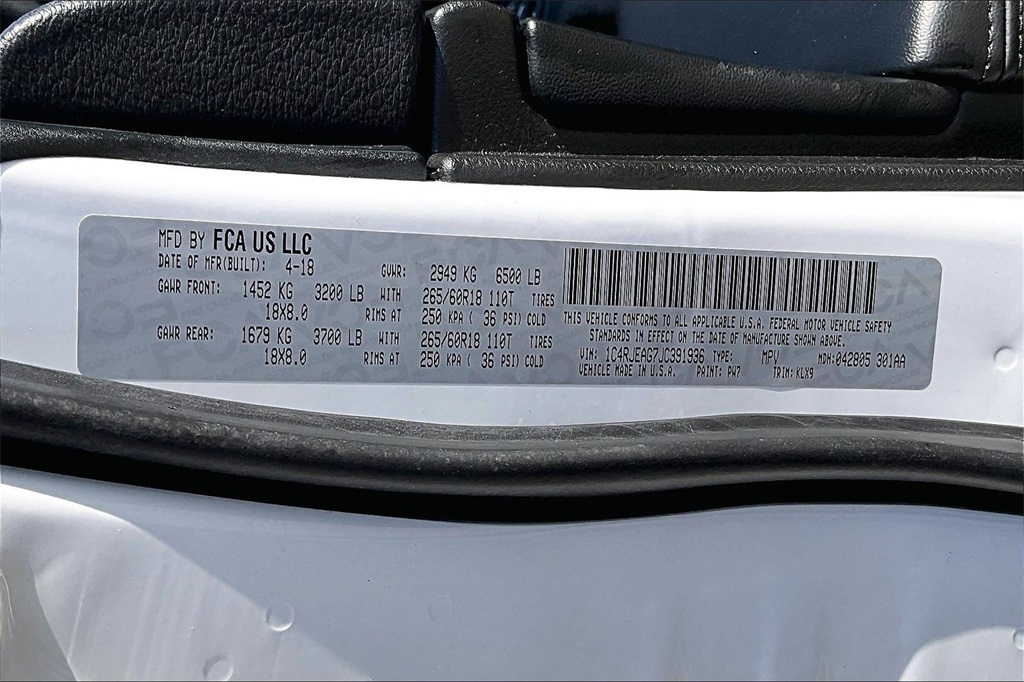 MFD BY FCA US LLC
DATE OF MFR(BUILT): 4-18 GVWR: 2949 KG 6500 LB
GAWR FRONT: 1452 KG 3200 LB WITH 265/60R18 110T TIRES
18X8.0 RIMS AT 250 KPA ( 36 PSI) COLD
GAWR REAR: 1679 KG 3700 LB WITH 265/60R18 110T TIRES
18X8.0 RIMS AT 250 KPA ( 36 PSI) COLD
THIS VEHICLE CONFORMS TO ALL APPLICABLE U.S.A. FEDERAL MOTOR VEHICLE SAFETY
STANDARDS IN EFFECT ON THE DATE OF MANUFACTURE SHOWN ABOVE.
VIN: 1C4RJEAG7JC391936 TYPE: MPV MDH:042805 301AA
VEHICLE MADE IN U.S.A. PAINT: PW7 TRIM: KLX9